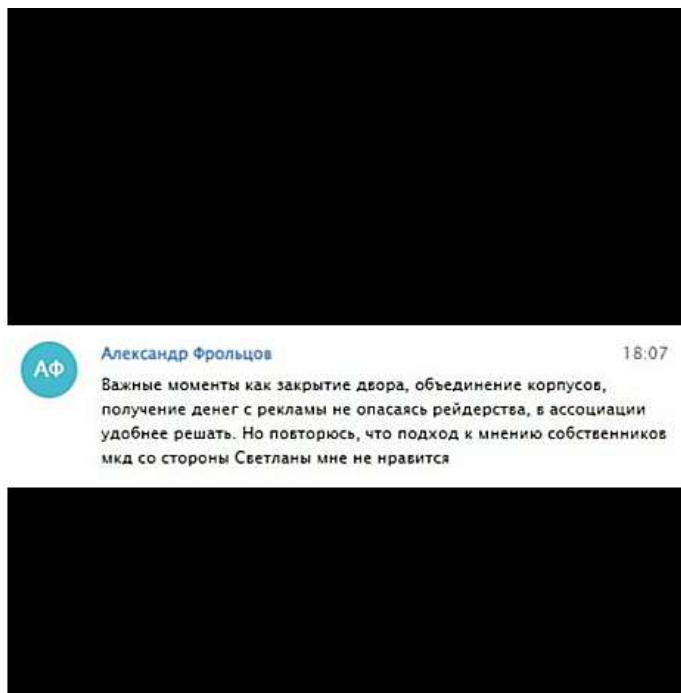 АФ
Александр Фрольцов 18:07
Важные моменты как закрытие двора, объединение корпусов,
получение денег с рекламы не опасаясь рейдерства, в ассоциации
удобнее решать. Но повторюсь, что подход к мнению собственников
мкд со стороны Светланы мне не нравится